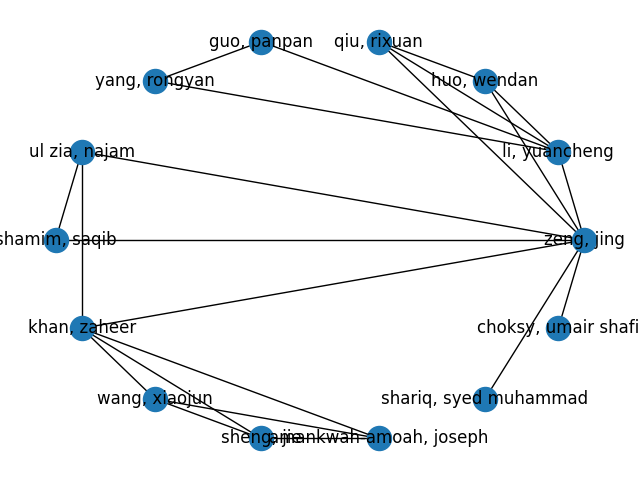 guo, panpan
qiu, rixuan
yang, rongyan
huo, wendan
ul zia, najam
li, yuancheng
shamim, saqib
zeng, jing
khan, zaheer
choksy, umair shafi
wang, xiaojun
shariq, syed muhammad
sheng, jie
amankwah amoah, joseph